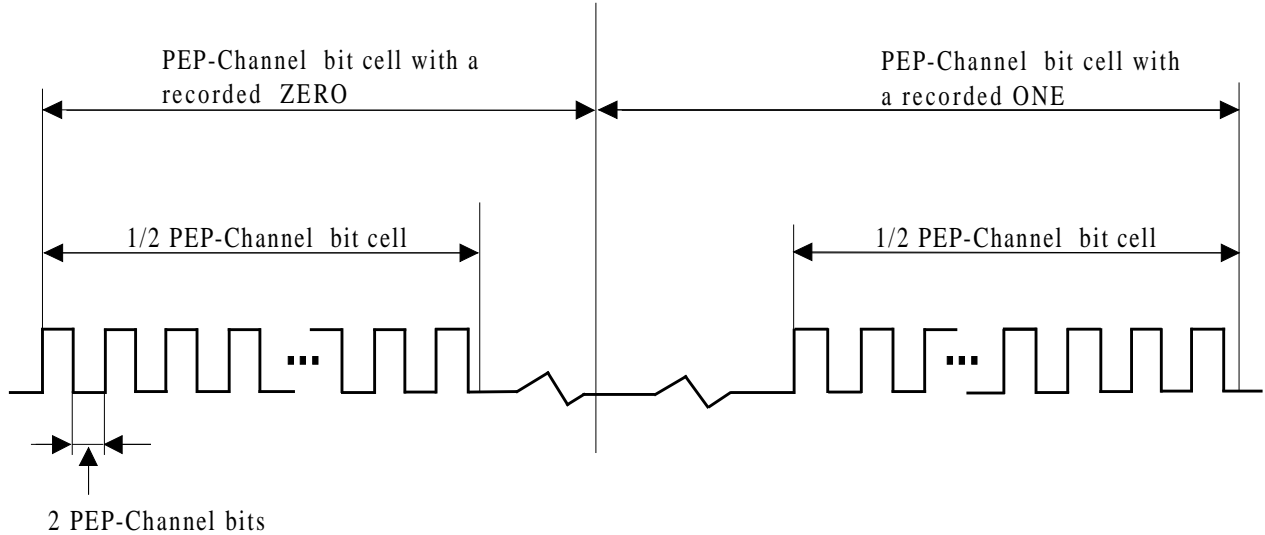 PEP-Channel bit cell with a
recorded ZERO
PEP-Channel bit cell with
a recorded ONE
1/2 PEP-Channel bit cell
1/2 PEP-Channel bit cell
2 PEP-Channel bits